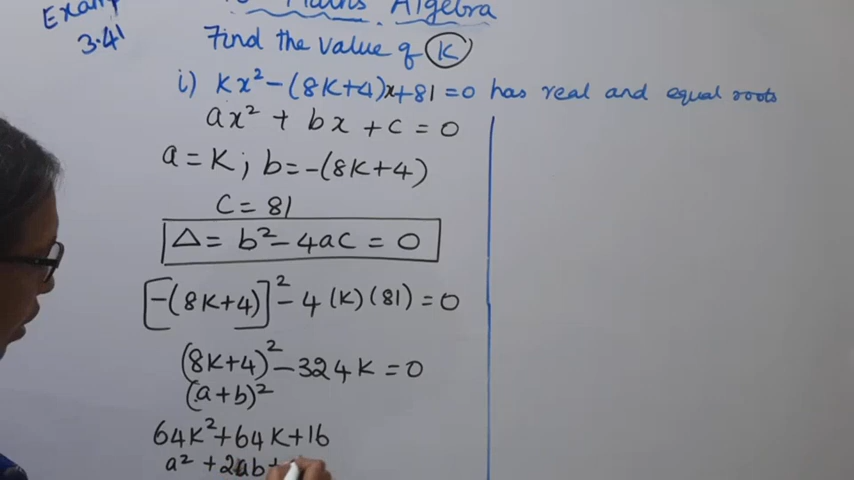 Maths Algebra
Example
3.41
Find the value of K
i) Kx² - (8K+4)x+81 = 0 has real and equal roots
ax² + bx + c = 0
a = K ; b = -(8K+4)
C = 81
△ = b² - 4ac = 0
[-(8K+4)]² - 4 (K) (81) = 0
(8K+4)² - 324K = 0
(a+b)²
64K² + 64K + 16
a² + 2ab +